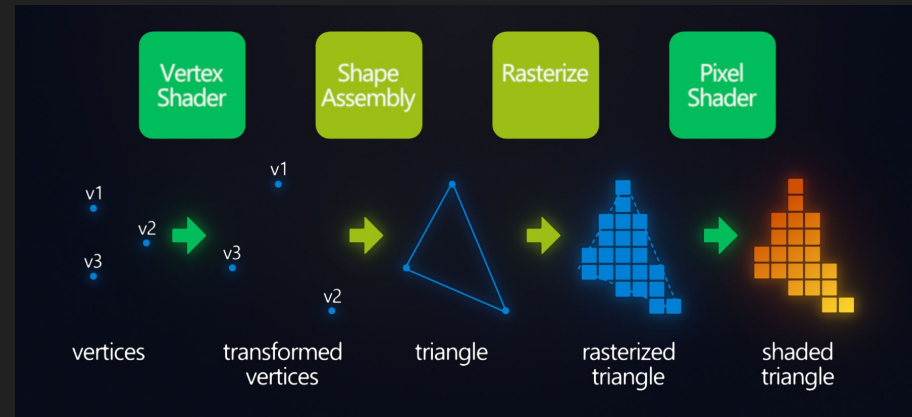 Vertex
Shader
Shape
Assembly
Rasterize
Pixel
Shader
v1
v2
v3
v1
v3
v2
vertices
transformed
vertices
triangle
rasterized
triangle
shaded
triangle